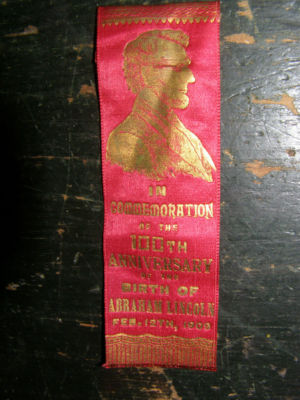 IN
COMMEMORATION
OF THE
100TH
ANNIVERSARY
OF THE
BIRTH OF
ABRAHAM LINCOLN
FEB. 12TH, 1909